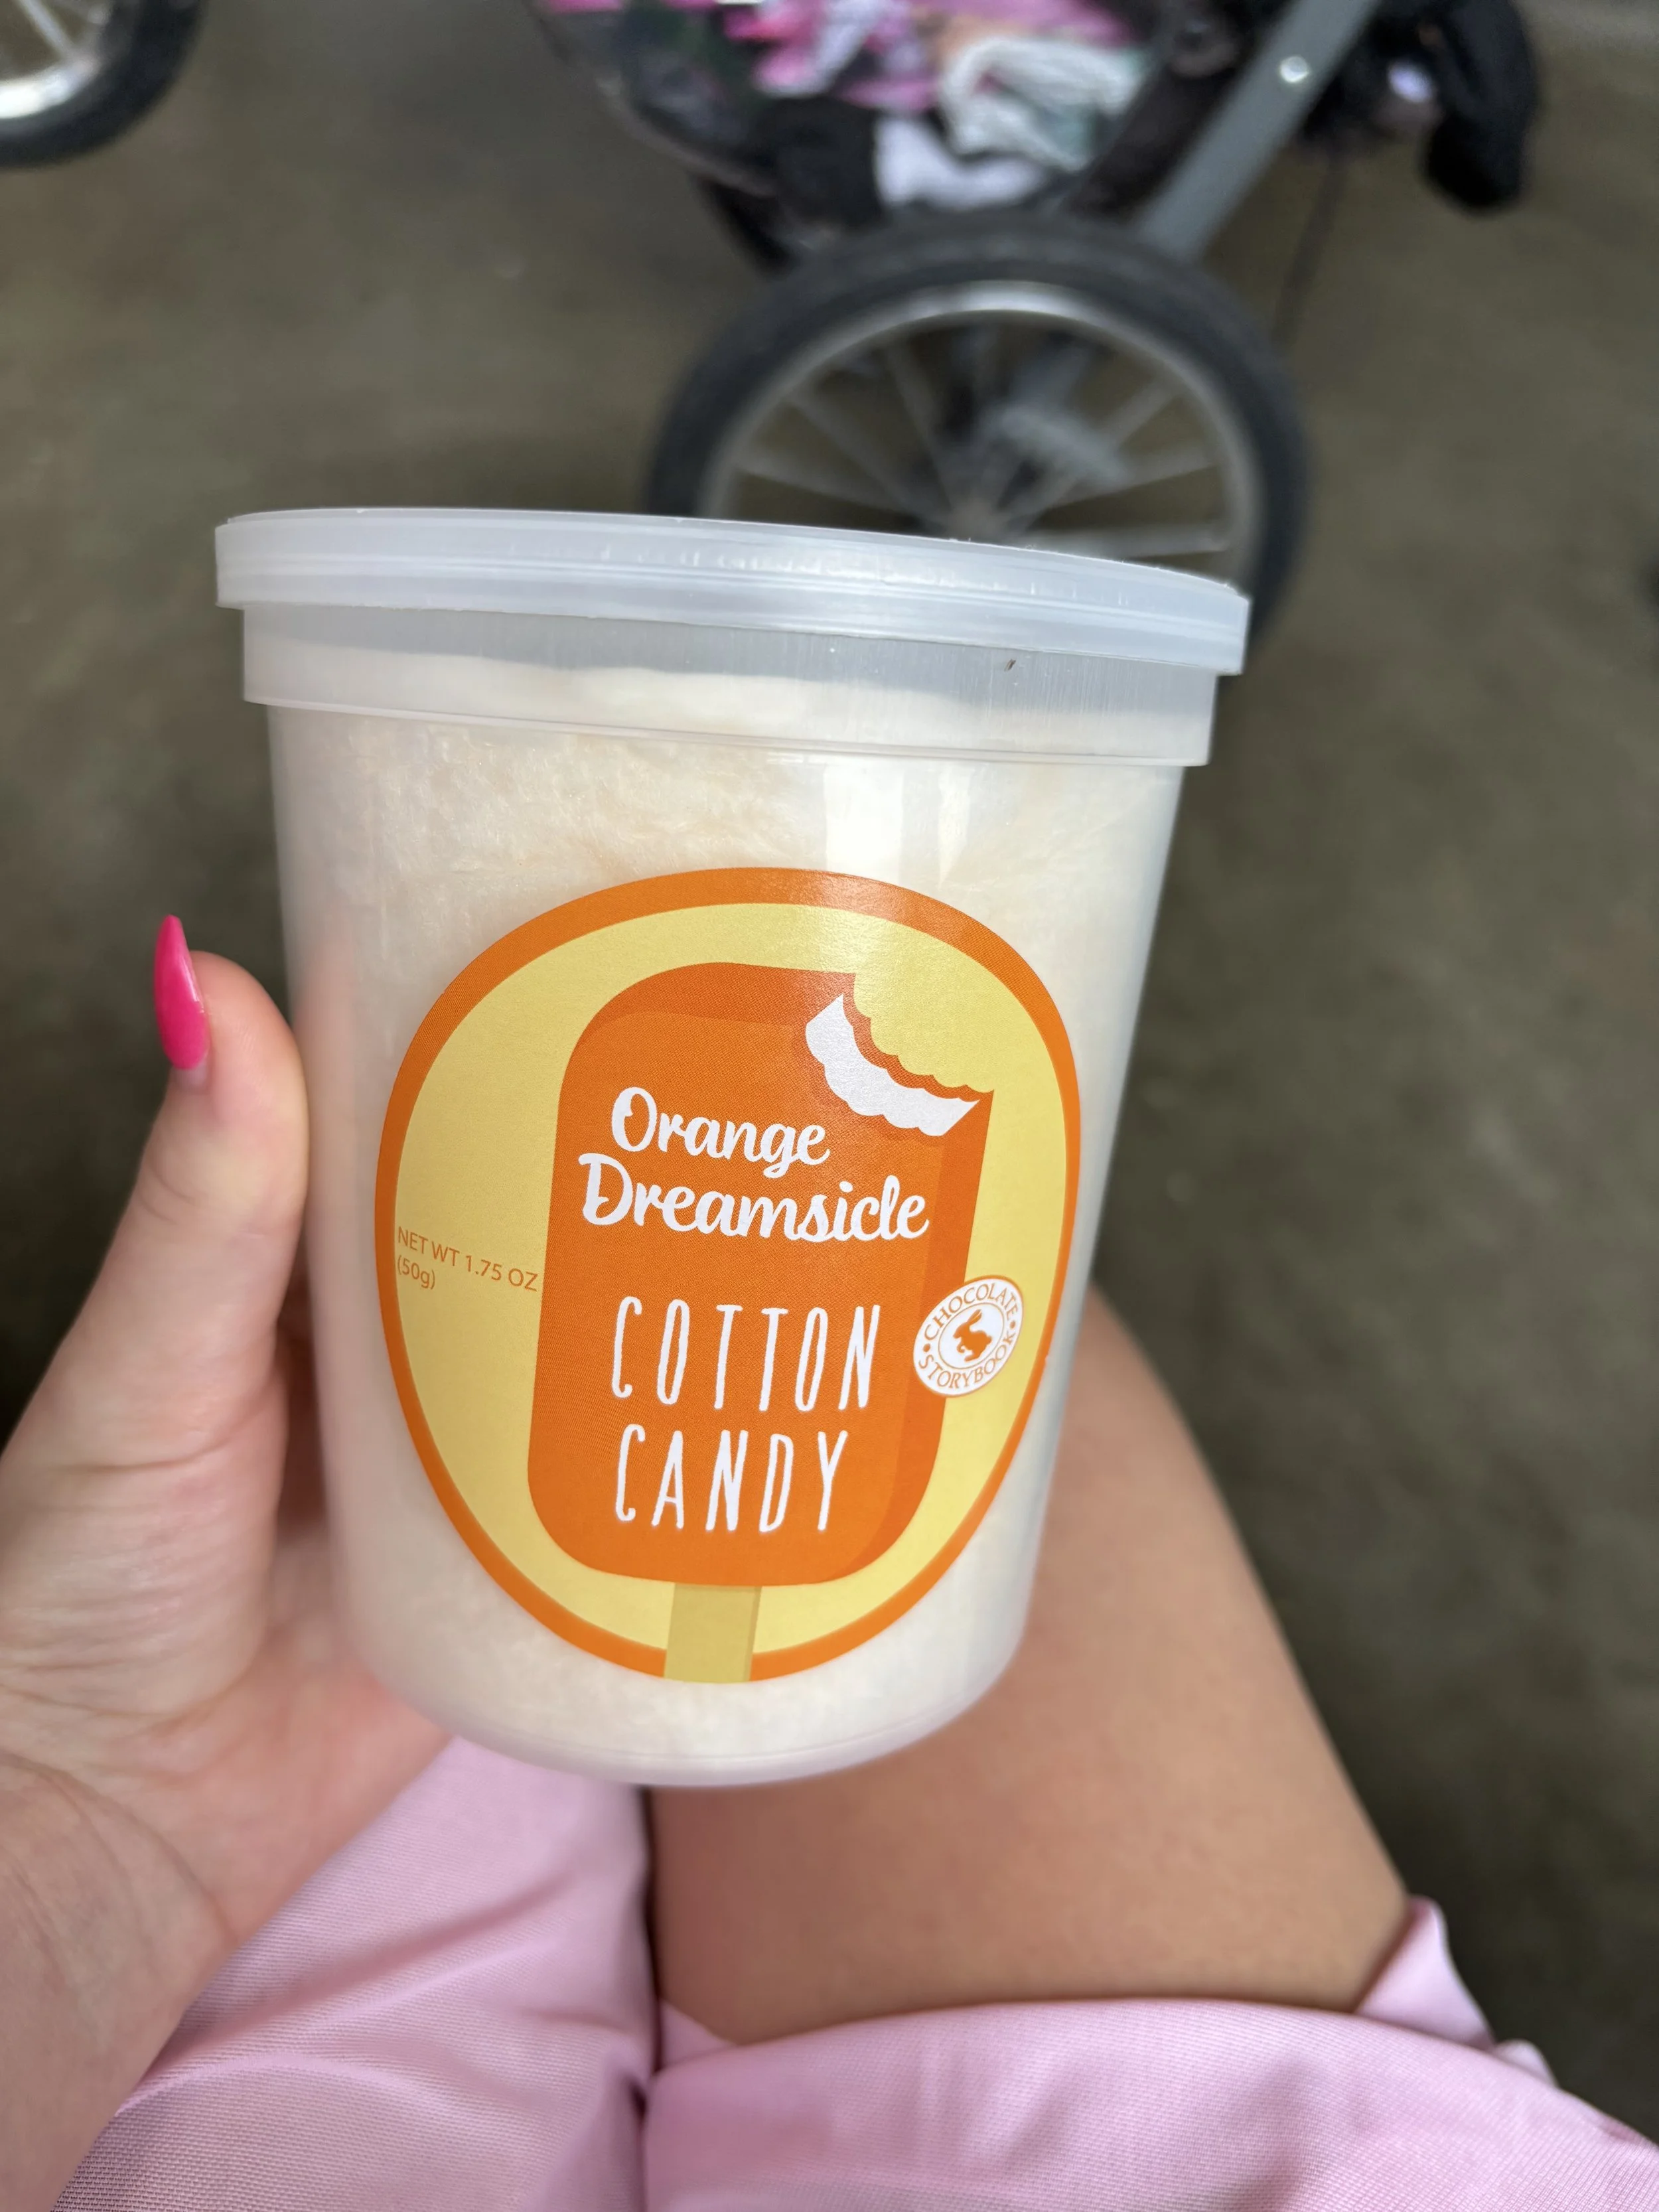 Orange
Dreamsicle
NET WT 1.75 OZ
(50g)
COTTON
CANDY
CHOCOLATE
STORYBOOK